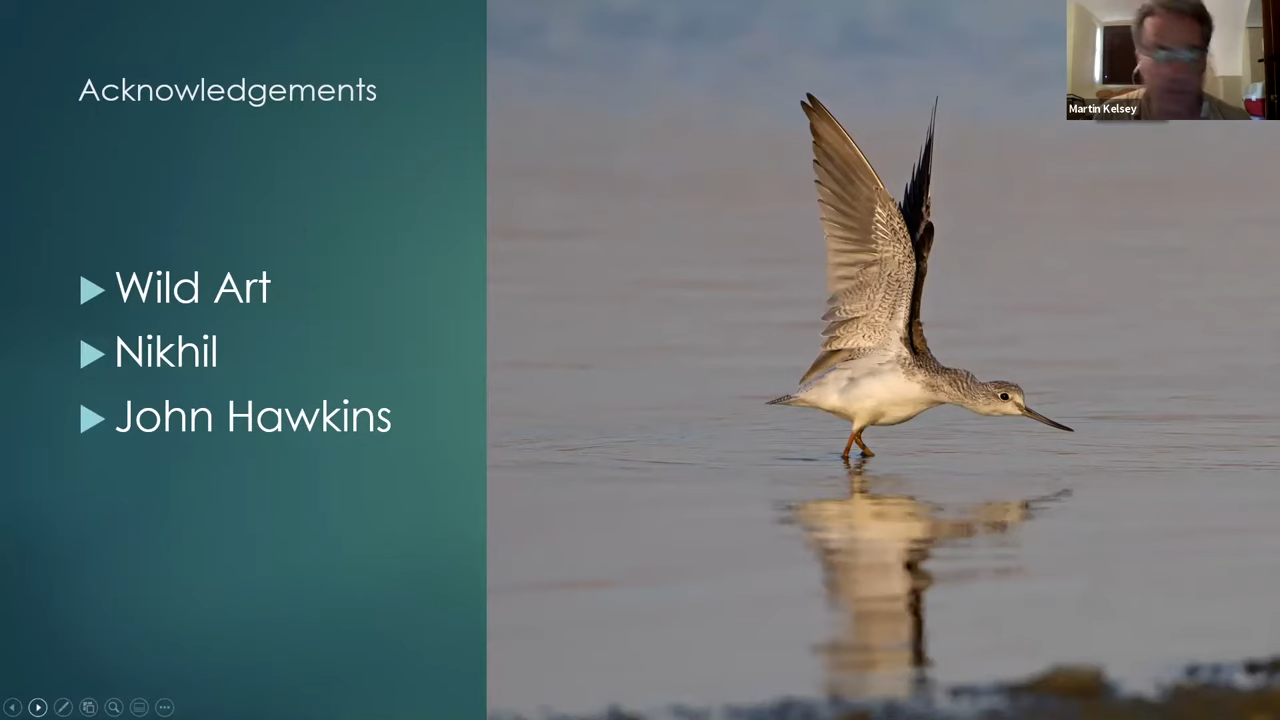 Acknowledgements
Wild Art
Nikhil
John Hawkins
Martin Kelsey